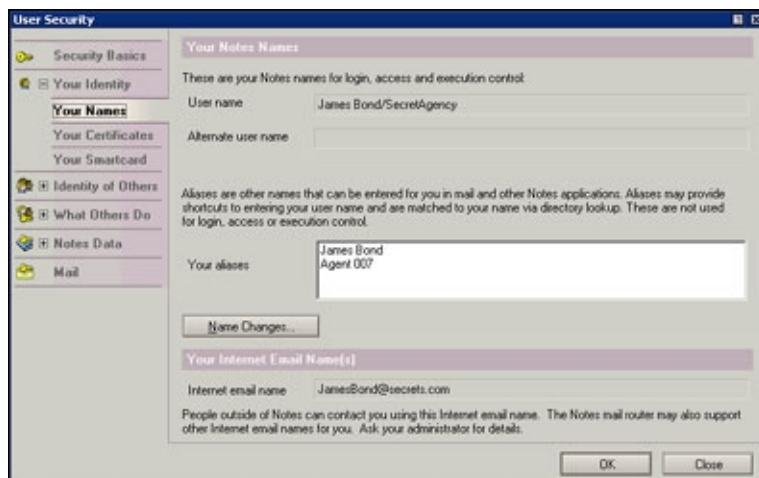 User Security
Security Basics
Your Identity
Your Names
Your Certificates
Your Smartcard
Identity of Others
What Others Do
Notes Data
Mail
Your Notes Names
These are your Notes names for login, access and execution control:
User name
James Bond/SecretAgency
Alternate user name
Aliases are other names that can be entered for you in mail and other Notes applications. Aliases may provide
shortcuts to entering your user name and are matched to your name via directory lookup. These are not used
for login, access or execution control.
Your aliases
James Bond
Agent 007
Name Changes...
Your Internet Email Name(s)
Internet email name
JamesBond@secrets.com
People outside of Notes can contact you using this Internet email name. The Notes mail router may also support
other Internet email names for you. Ask your administrator for details.
OK
Close